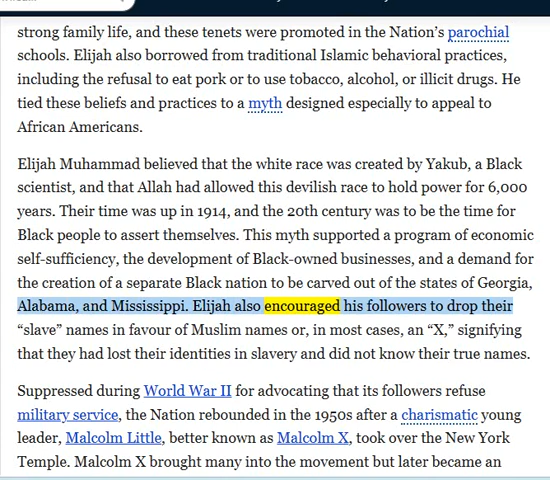 strong family life, and these tenets were promoted in the Nation’s parochial
schools. Elijah also borrowed from traditional Islamic behavioral practices,
including the refusal to eat pork or to use tobacco, alcohol, or illicit drugs. He
tied these beliefs and practices to a myth designed especially to appeal to
African Americans.
Elijah Muhammad believed that the white race was created by Yakub, a Black
scientist, and that Allah had allowed this devilish race to hold power for 6,000
years. Their time was up in 1914, and the 20th century was to be the time for
Black people to assert themselves. This myth supported a program of economic
self-sufficiency, the development of Black-owned businesses, and a demand for
the creation of a separate Black nation to be carved out of the states of Georgia,
Alabama, and Mississippi. Elijah also encouraged his followers to drop their
“slave” names in favour of Muslim names or, in most cases, an “X,” signifying
that they had lost their identities in slavery and did not know their true names.
Suppressed during World War II for advocating that its followers refuse
military service, the Nation rebounded in the 1950s after a charismatic young
leader, Malcolm Little, better known as Malcolm X, took over the New York
Temple. Malcolm X brought many into the movement but later became an